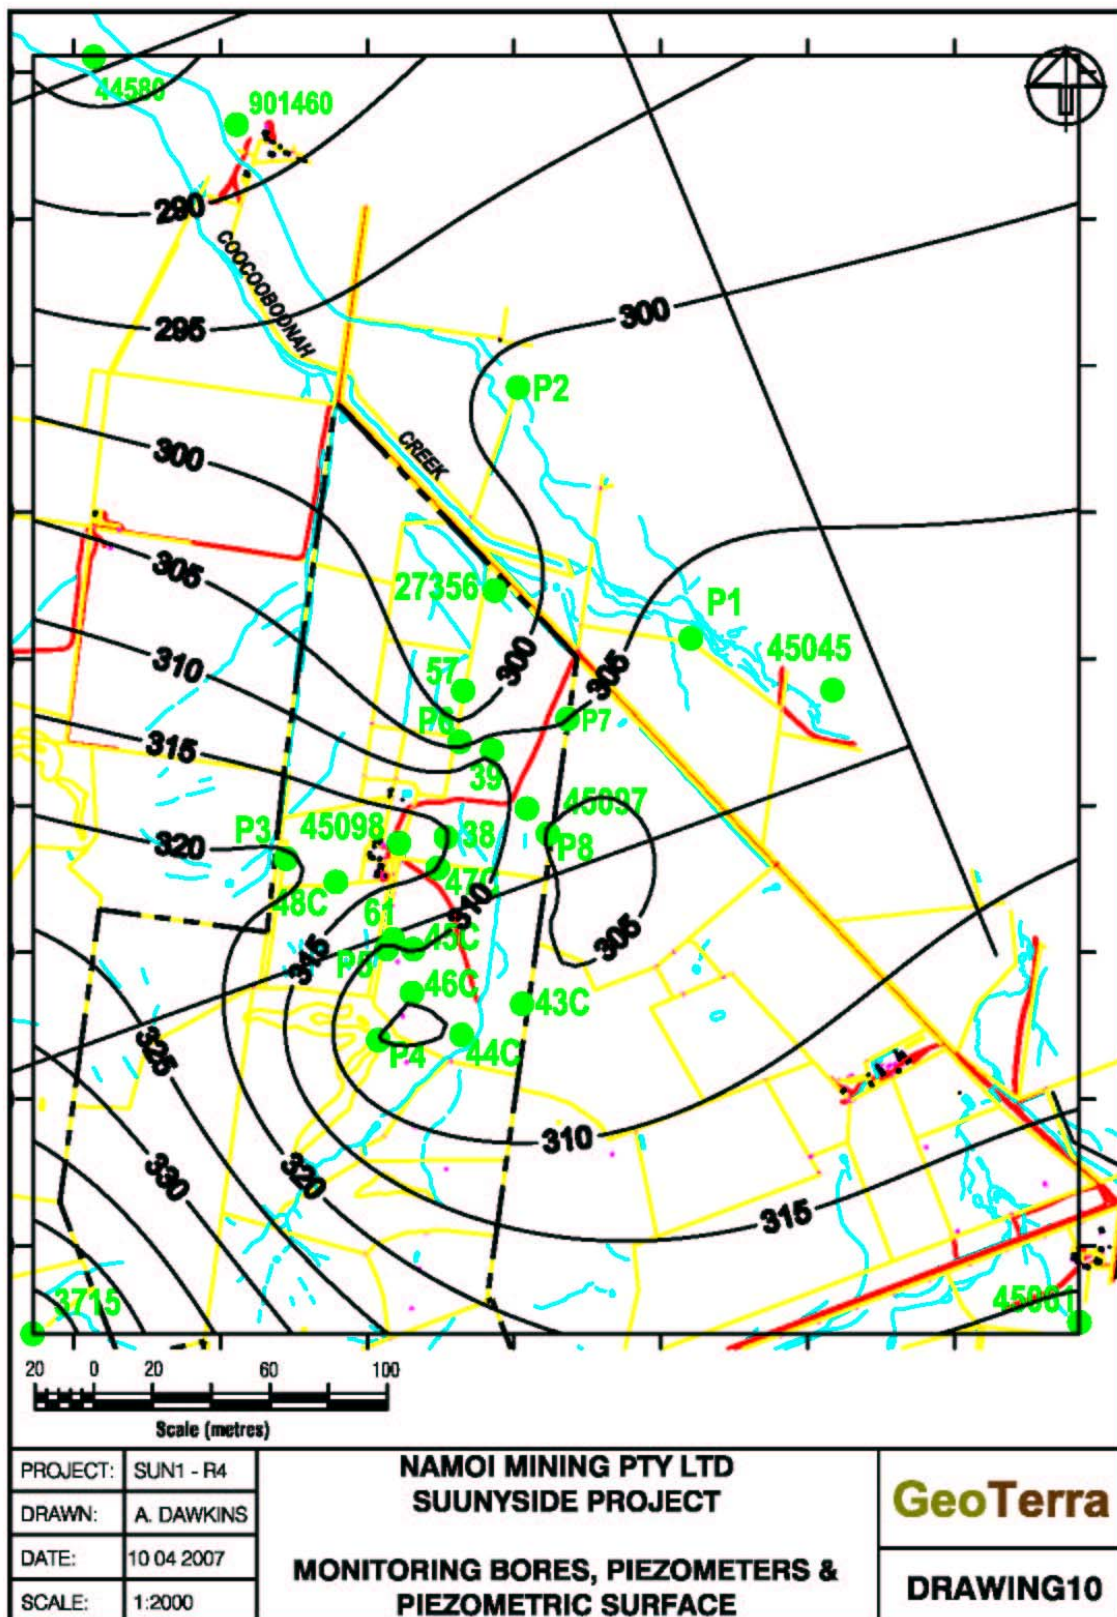 44580
901460
290
COOCOOBOONAH
295
300
P2
300
CREEK
305
27356
P1
45045
310
57
300
305
P6
P7
315
39
45097
P3
45098
38
P8
320
47C
48C
310
61
45C
305
P5
315
46C
43C
325
P4
44C
310
330
320
315
3715
45001
20 0 20 60 100
Scale (metres)
PROJECT: SUN1 - R4
DRAWN: A. DAWKINS
DATE: 10 04 2007
SCALE: 1:2000
NAMOI MINING PTY LTD
SUUNYSIDE PROJECT
MONITORING BORES, PIEZOMETERS &
PIEZOMETRIC SURFACE
GeoTerra
DRAWING10